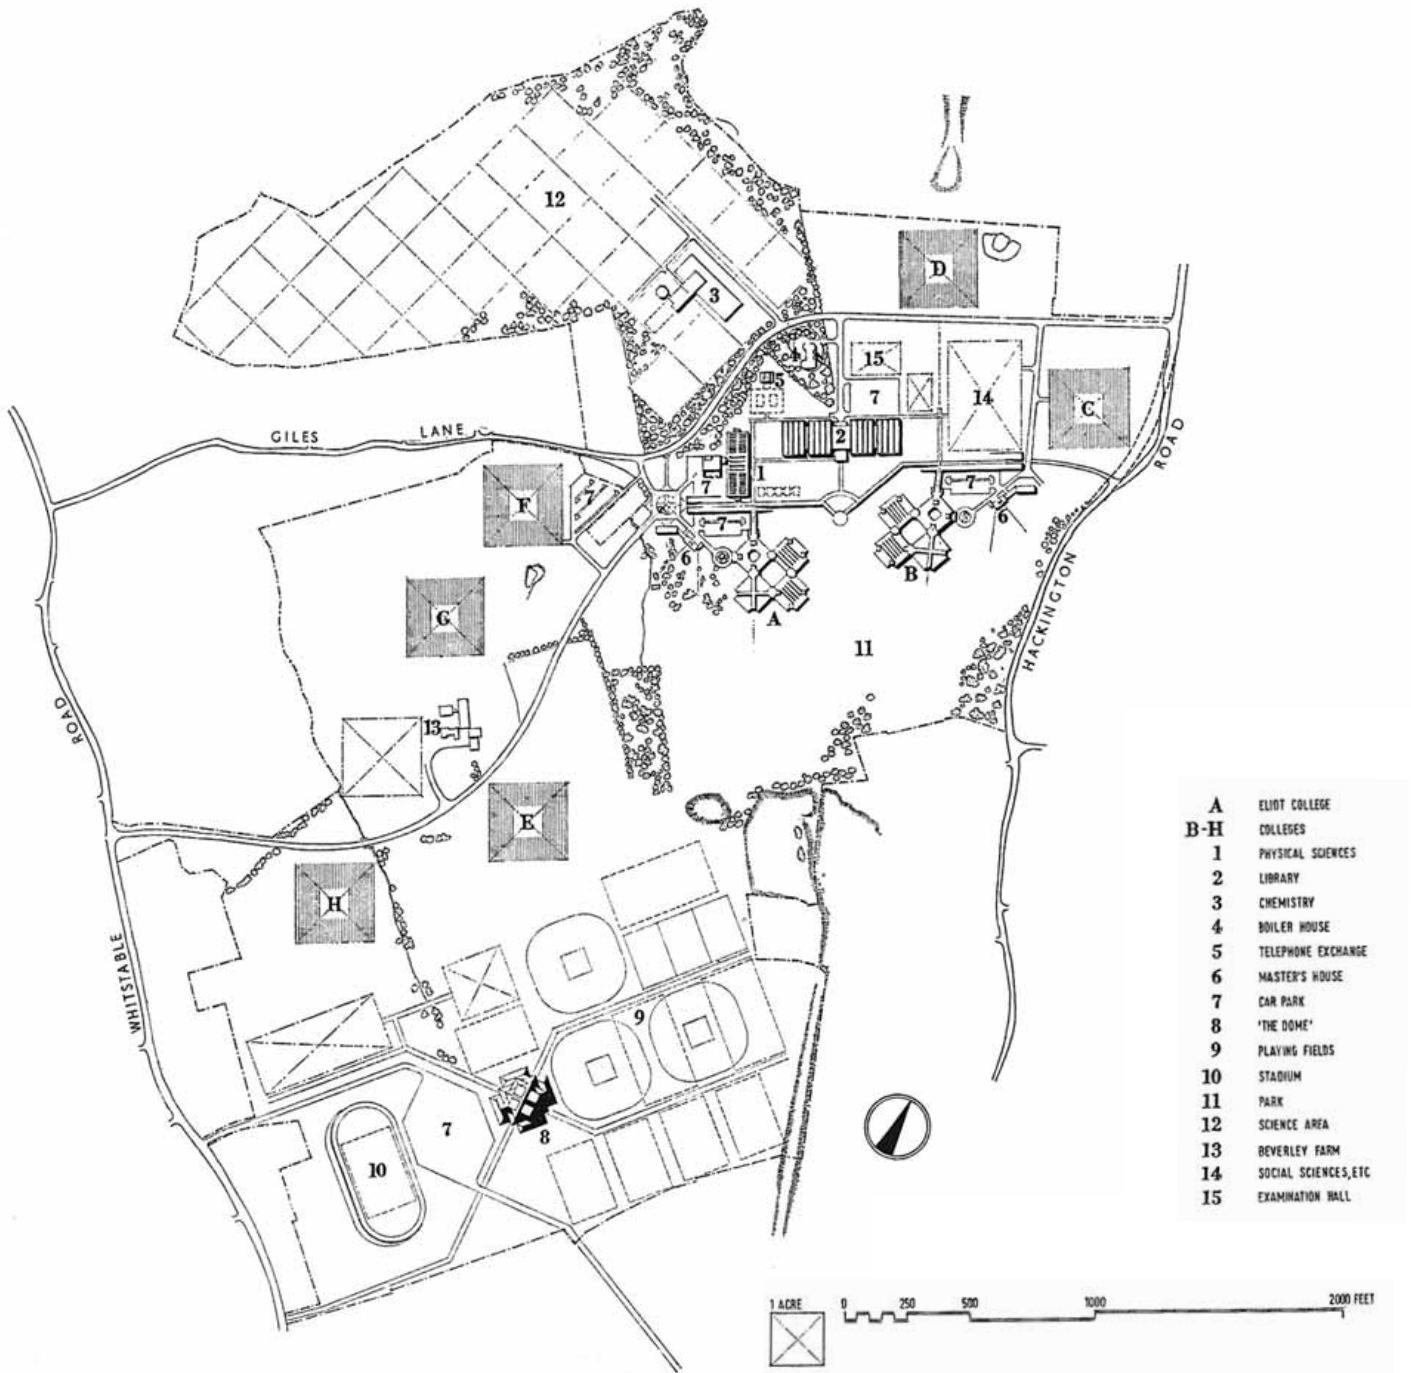 12
D
3
4
15
5
7
14
C
GILES LANE
2
ROAD
F
7
7
1
7
7
6
6
B
G
A
11
HACKINGTON
ROAD
13
E
H
WHITSTABLE
9
7
8
10
A ELIOT COLLEGE
B-H COLLEGES
1 PHYSICAL SCIENCES
2 LIBRARY
3 CHEMISTRY
4 BOILER HOUSE
5 TELEPHONE EXCHANGE
6 MASTER'S HOUSE
7 CAR PARK
8 'THE DOME'
9 PLAYING FIELDS
10 STADIUM
11 PARK
12 SCIENCE AREA
13 BEVERLEY FARM
14 SOCIAL SCIENCES, ETC
15 EXAMINATION HALL
1 ACRE 0 250 500 1000 2000 FEET